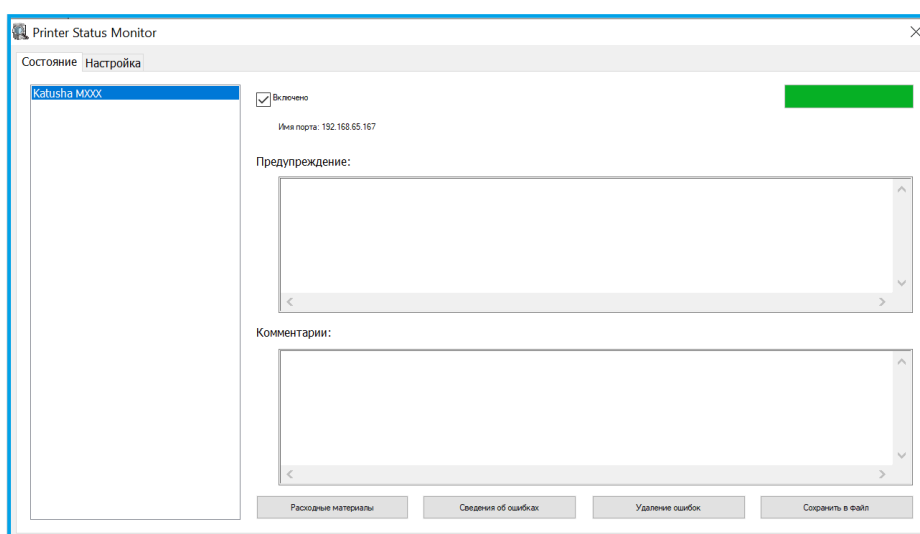 Printer Status Monitor
Состояние Настройка
Katusha MXXX
Включено
Имя порта: 192.168.65.167
Предупреждение:
Комментарии:
Расходные материалы
Сведения об ошибках
Удаление ошибок
Сохранить в Файл